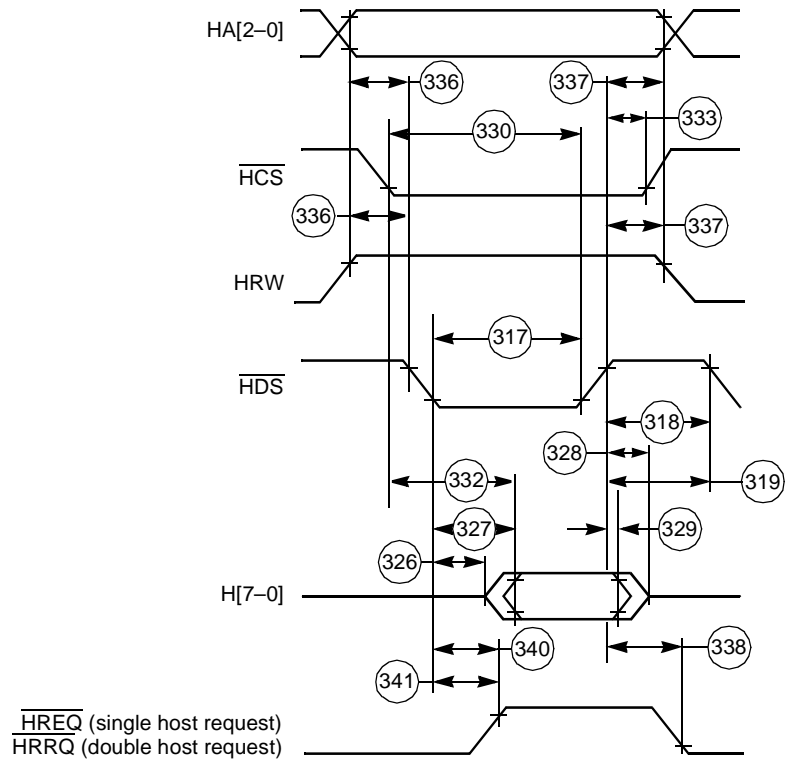 HA[2–0]
336
337
333
330
HCS
336
337
HRW
317
HDS
318
328
332
319
327
329
326
H[7–0]
340
338
341
HREQ (single host request)
HRRQ (double host request)